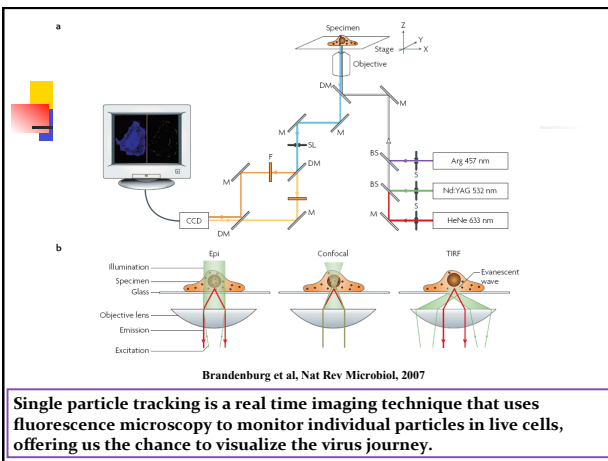 a
Specimen
Z
Y
X
Stage
Objective
DM
M
M
M
SL
F
DM
M
M
CCD
DM
BS
S
Arg 457 nm
BS
S
Nd:YAG 532 nm
M
S
HeNe 633 nm
b
Epi
Confocal
TIRF
Illumination
Specimen
Glass
Evanescent
wave
Objective lens
Emission
Excitation
Brandenburg et al, Nat Rev Microbiol, 2007
Single particle tracking is a real time imaging technique that uses
fluorescence microscopy to monitor individual particles in live cells,
offering us the chance to visualize the virus journey.